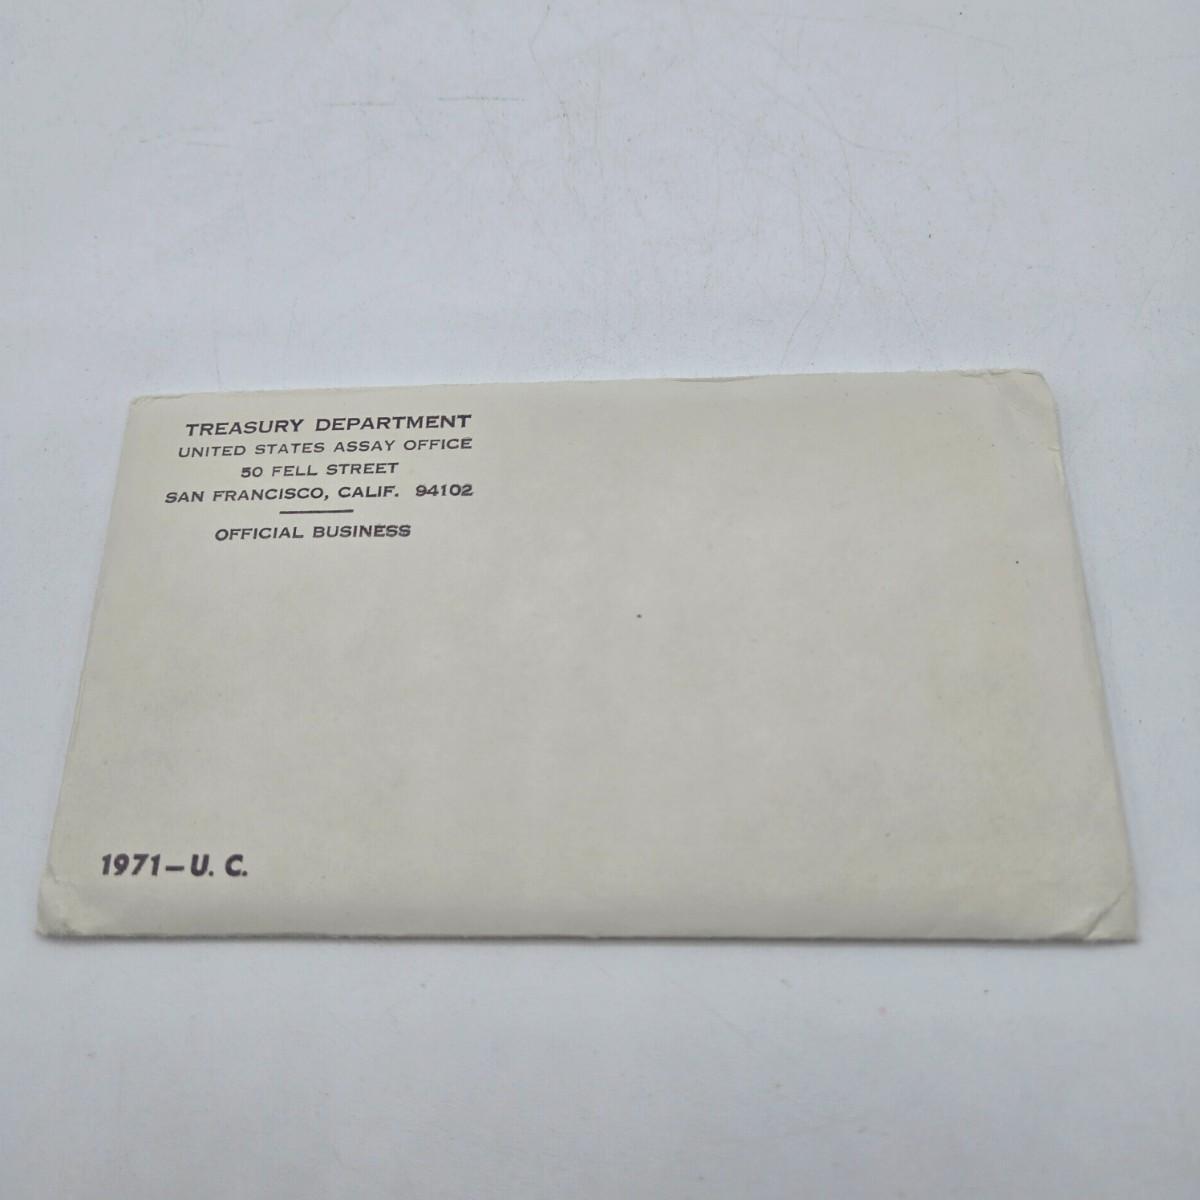 TREASURY DEPARTMENT
UNITED STATES ASSAY OFFICE
50 FELL STREET
SAN FRANCISCO, CALIF. 94102
OFFICIAL BUSINESS
1971-U. C.